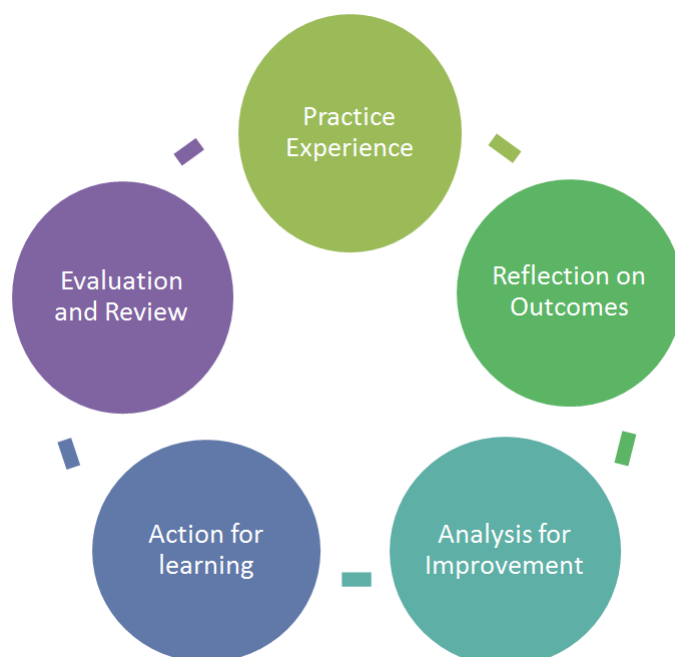 Practice
Experience
Reflection on
Outcomes
Analysis for
Improvement
Action for
learning
Evaluation
and Review